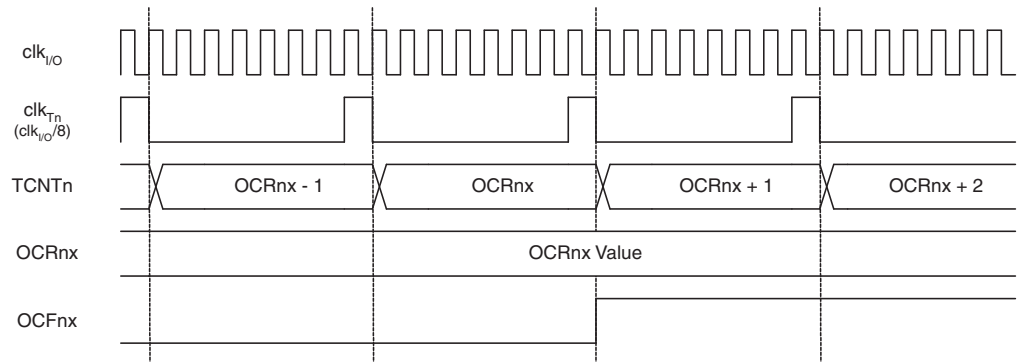 clkI/O
clkTn
(clkI/O/8)
TCNTn OCRnx - 1 OCRnx OCRnx + 1 OCRnx + 2
OCRnx OCRnx Value
OCFnx